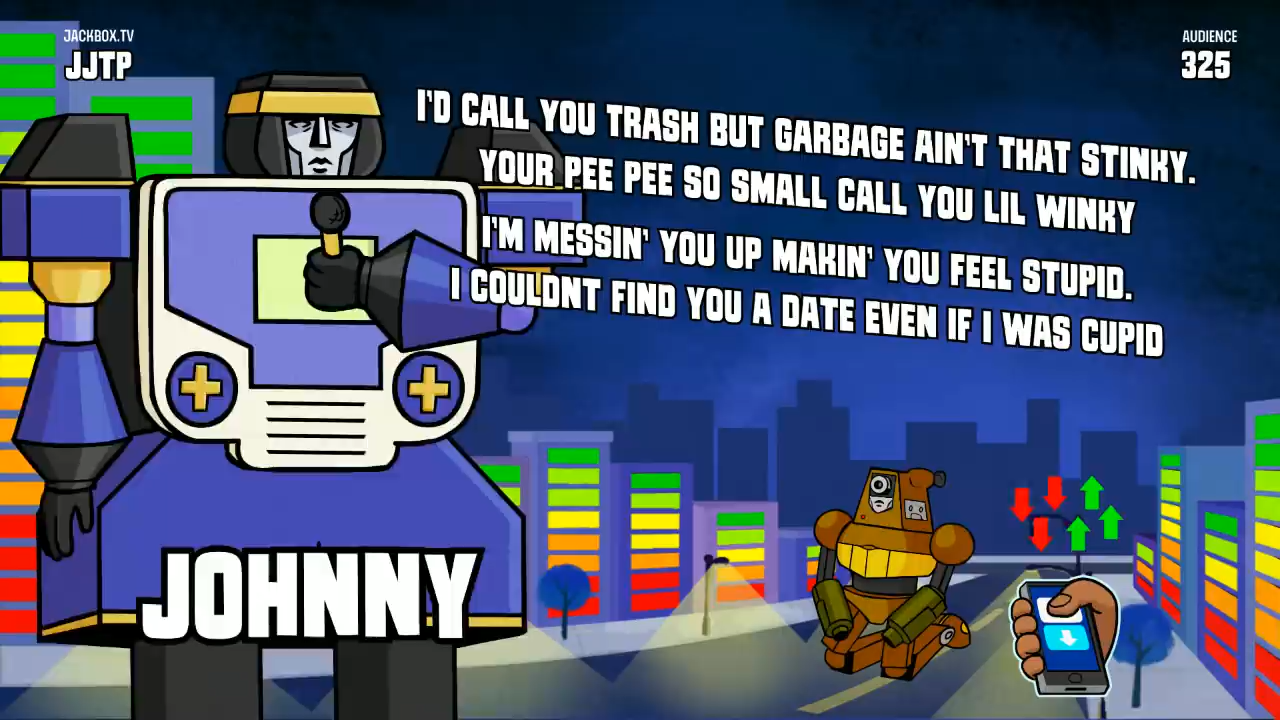 JACKBOX.TV
JJTP
AUDIENCE
325
I'D CALL YOU TRASH BUT GARBAGE AIN'T THAT STINKY.
YOUR PEE PEE SO SMALL CALL YOU LIL WINKY
I'M MESSIN' YOU UP MAKIN' YOU FEEL STUPID.
I COULDNT FIND YOU A DATE EVEN IF I WAS CUPID
JOHNNY